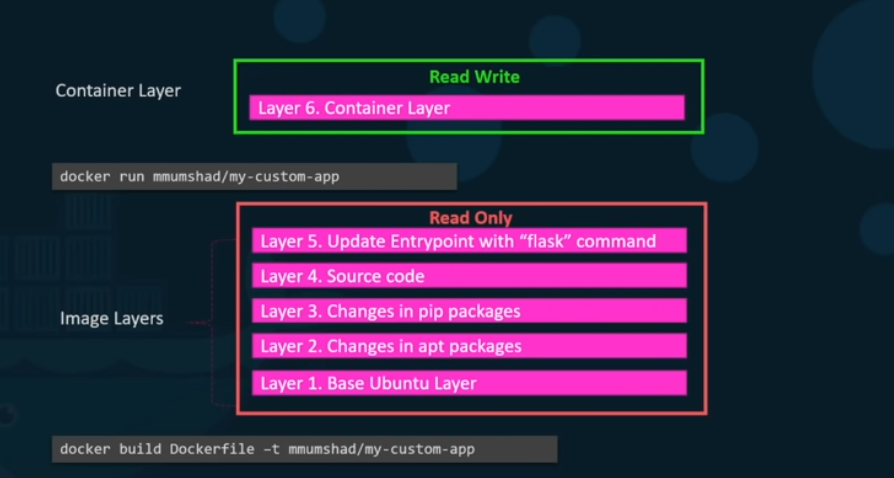 Read Write
Container Layer
Layer 6. Container Layer
docker run mmumshad/my-custom-app
Read Only
Layer 5. Update Entrypoint with “flask” command
Layer 4. Source code
Layer 3. Changes in pip packages
Image Layers
Layer 2. Changes in apt packages
Layer 1. Base Ubuntu Layer
docker build Dockerfile –t mmumshad/my-custom-app